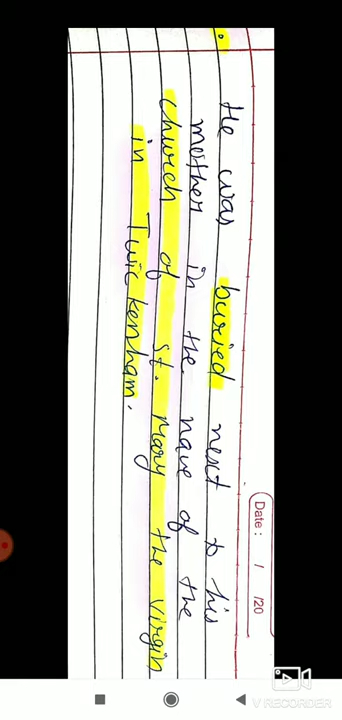 Date : / /20
He was buried next to his
mother in the nave of the
church of St. Mary the virgin
in Twickenham.
V RECORDER